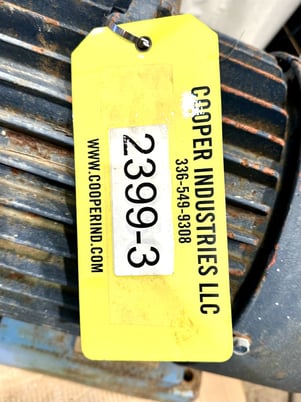 COOPER INDUSTRIES LLC
336-549-9308
2399-3
WWW.COOPERIND.COM